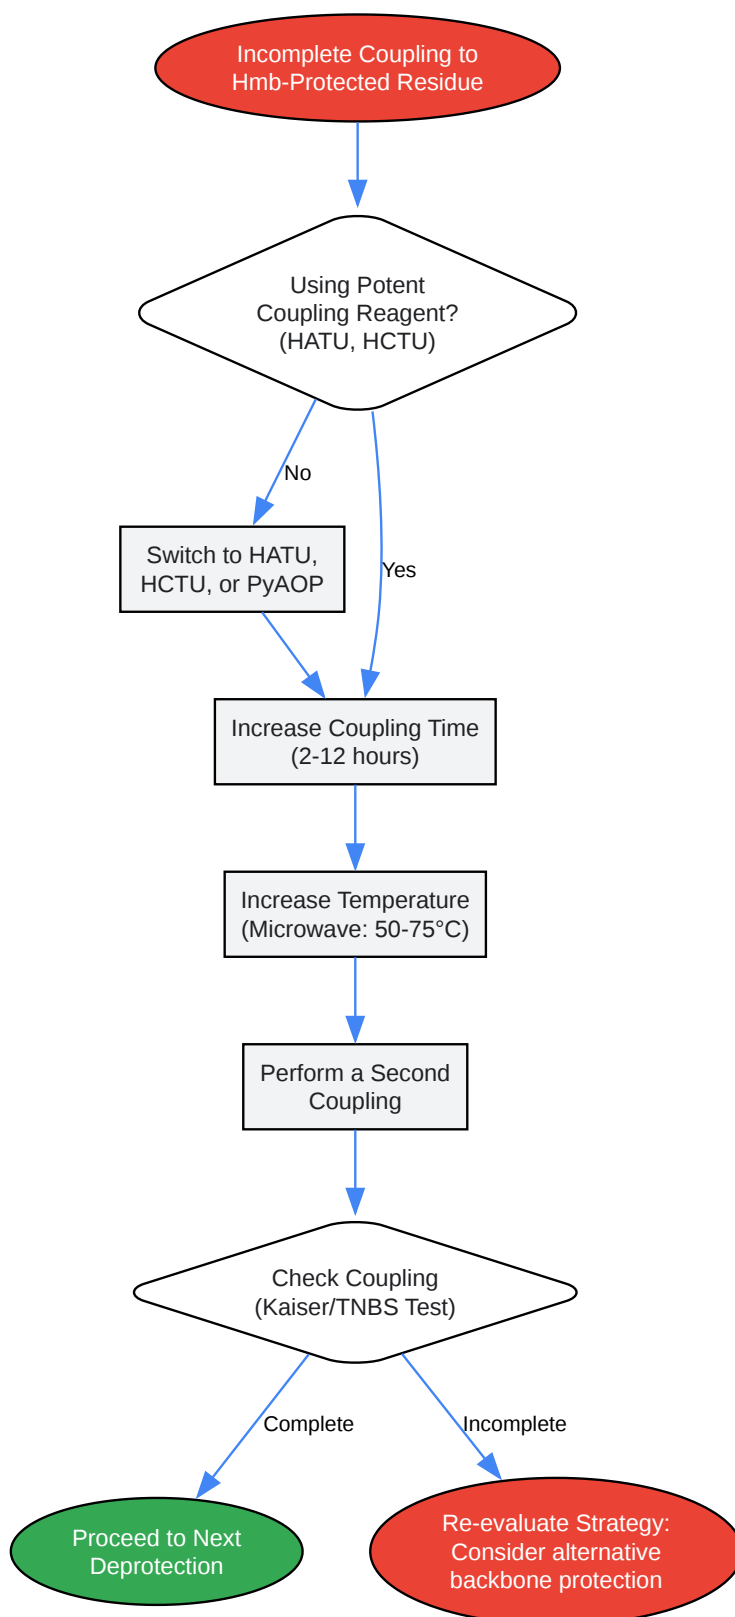 Incomplete Coupling to
Hmb-Protected Residue
Using Potent
Coupling Reagent?
(HATU, HCTU)
No
Yes
Switch to HATU,
HCTU, or PyAOP
Increase Coupling Time
(2-12 hours)
Increase Temperature
(Microwave: 50-75°C)
Perform a Second
Coupling
Check Coupling
(Kaiser/TNBS Test)
Complete
Incomplete
Proceed to Next
Deprotection
Re-evaluate Strategy:
Consider alternative
backbone protection